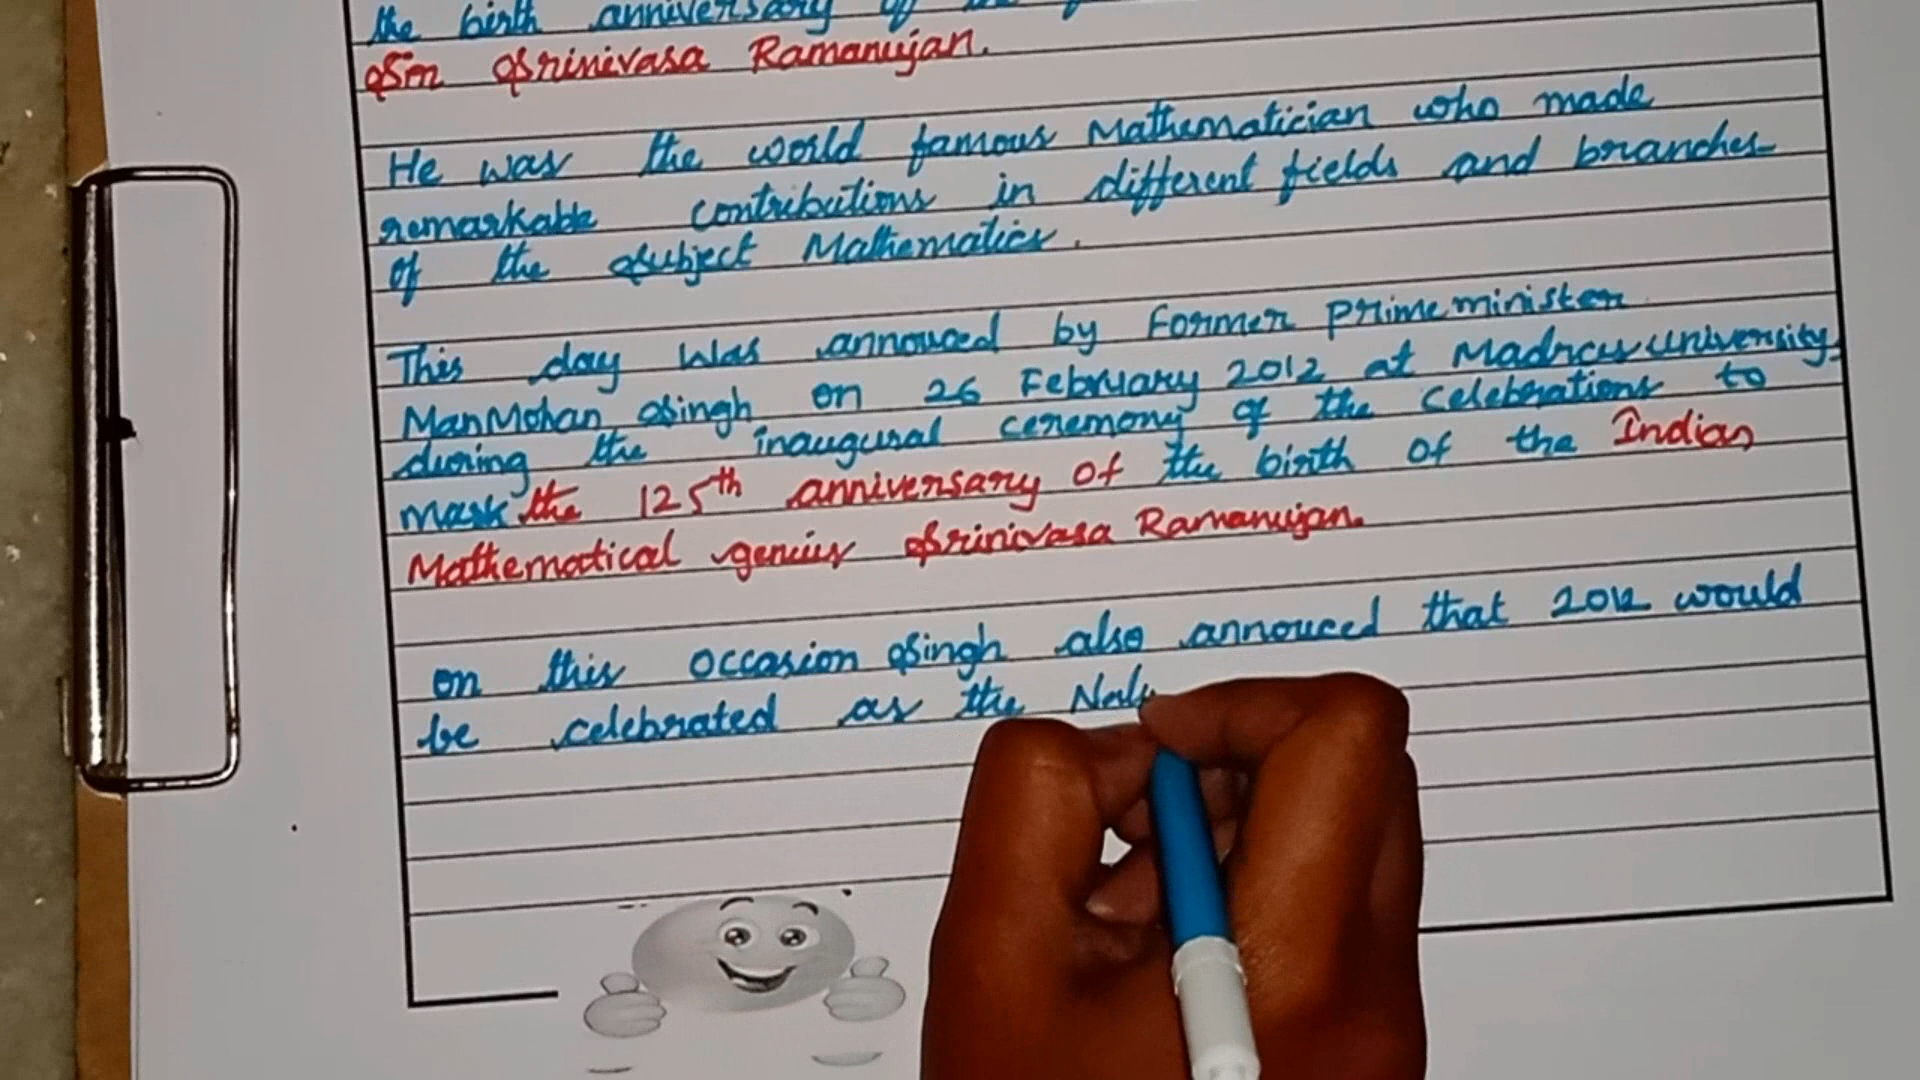 the birth anniversary of
Sri Srinivasa Ramanujan.
He was the world famous Mathematician who made
remarkable contributions in different fields and branches
of the subject Mathematics.
This day was annouced by Former Prime minister
ManMohan Singh on 26 February 2012 at Madras university
during the inaugural ceremony of the celebrations to
mark the 125th anniversary of the birth of the Indian
Mathematical genius Srinivasa Ramanujan.
on this occasion Singh also annouced that 2012 would
be celebrated as the